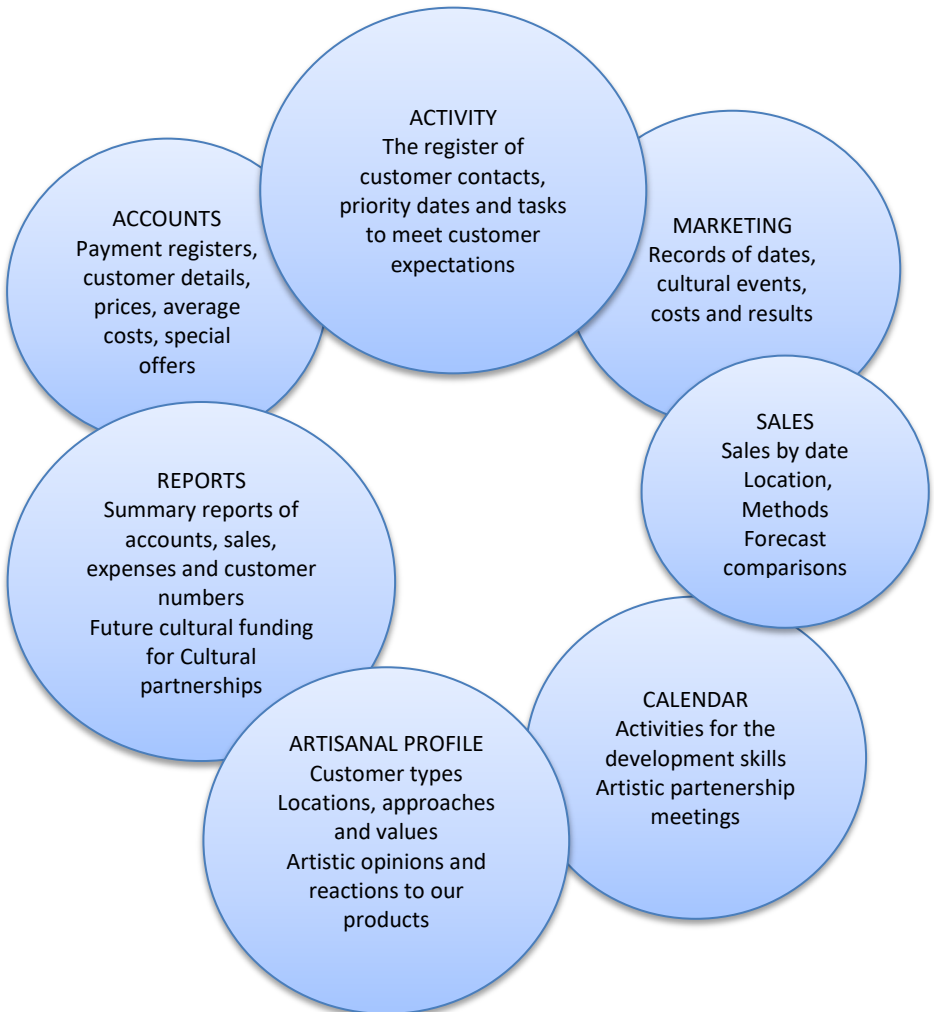 ACTIVITY
The register of
customer contacts,
priority dates and tasks
to meet customer
expectations
MARKETING
Records of dates,
cultural events,
costs and results
SALES
Sales by date
Location,
Methods
Forecast
comparisons
CALENDAR
Activities for the
development skills
Artistic partenership
meetings
ARTISANAL PROFILE
Customer types
Locations, approaches
and values
Artistic opinions and
reactions to our
products
REPORTS
Summary reports of
accounts, sales,
expenses and customer
numbers
Future cultural funding
for Cultural
partnerships
ACCOUNTS
Payment registers,
customer details,
prices, average
costs, special
offers